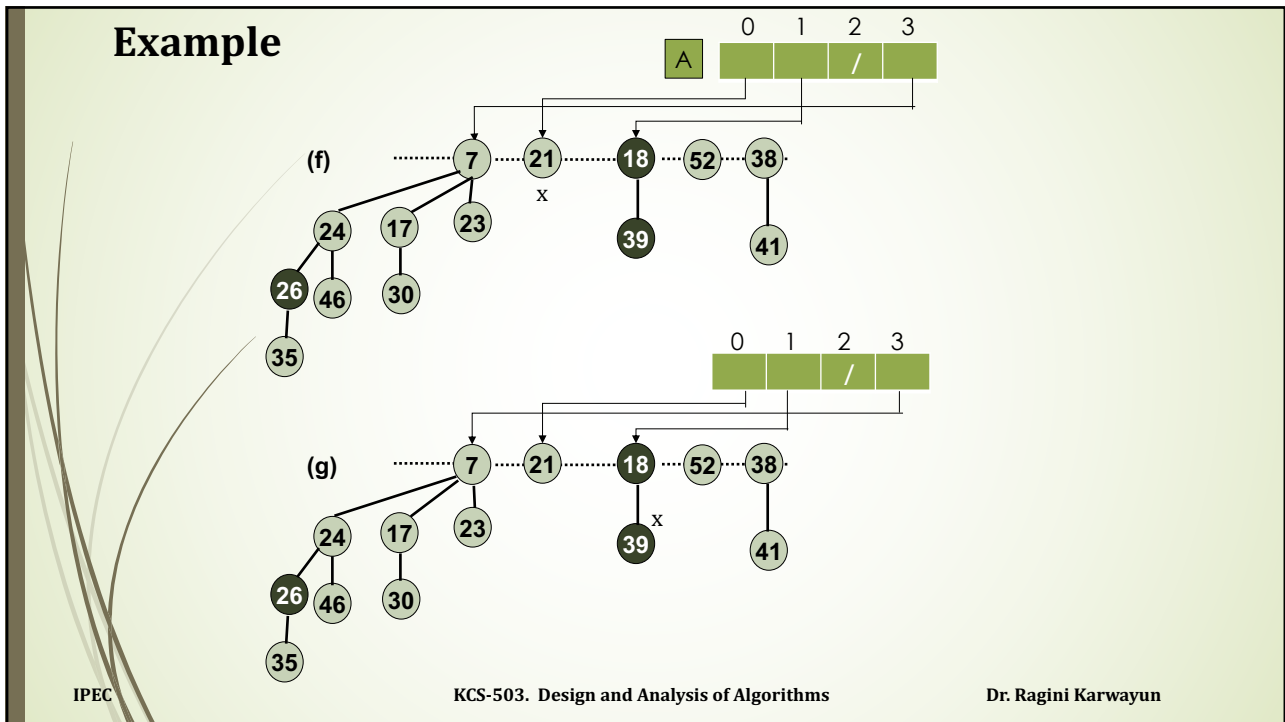 Example
0 1 2 3
A /
(f) 7 21 18 52 38
x
24 17 23 39 41
26 46 30
35
0 1 2 3
/
(g) 7 21 18 52 38
x
24 17 23 39 41
26 46 30
35
IPEC KCS-503. Design and Analysis of Algorithms Dr. Ragini Karwayun